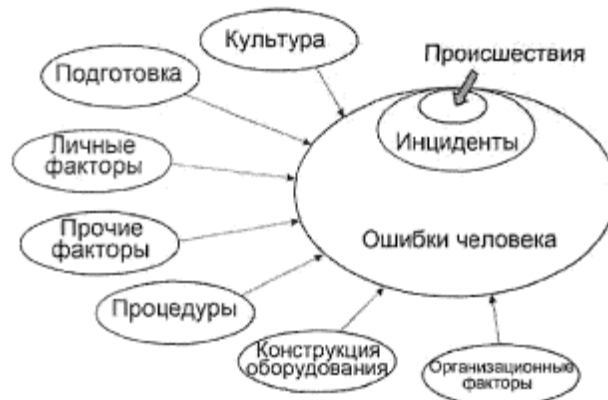 Культура
Происшествия
Подготовка
Инциденты
Личные
факторы
Прочие
факторы
Ошибки человека
Процедуры
Конструкция
оборудования
Организационные
факторы